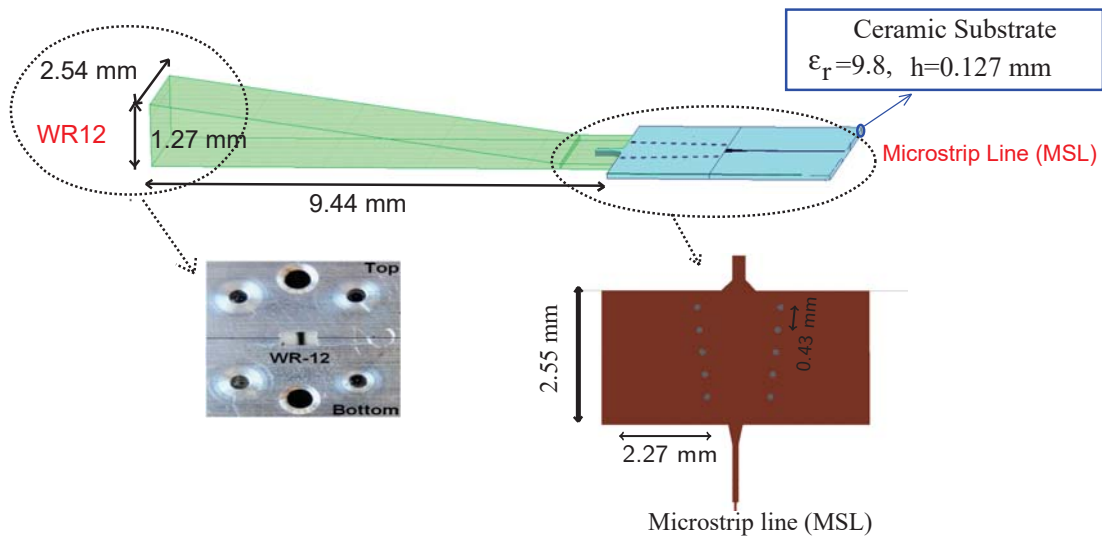 Ceramic Substrate
εr=9.8, h=0.127 mm
2.54 mm
WR12
1.27 mm
Microstrip Line (MSL)
9.44 mm
Top
WR-12
Bottom
2.55 mm
0.43 mm
2.27 mm
Microstrip line (MSL)